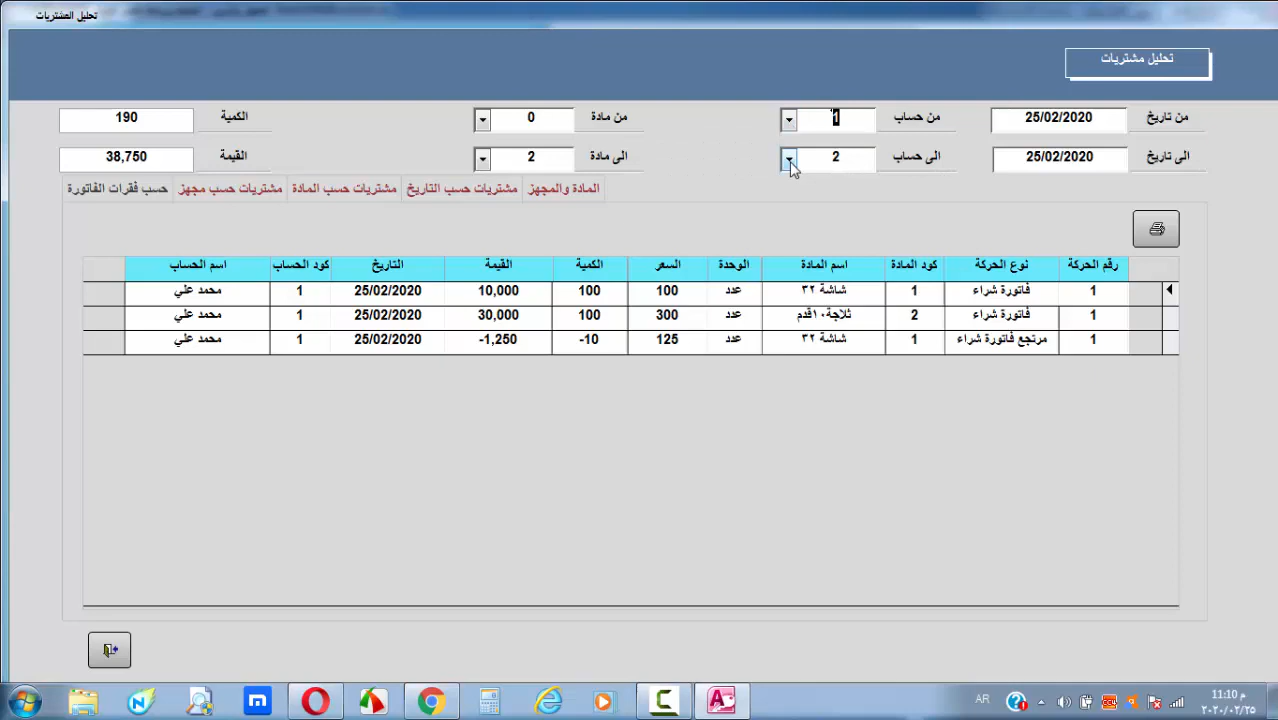 تحليل المشتريات
تحليل مشتريات
من تاريخ 25/02/2020 من حساب 1 من مادة 0 الكمية 190
الى تاريخ 25/02/2020 الى حساب 2 الى مادة 2 القيمة 38,750
المادة والمجهز مشتريات حسب التاريخ مشتريات حسب المادة مشتريات حسب مجهز حسب فقرات الفاتورة
رقم الحركة نوع الحركة كود المادة اسم المادة الوحدة السعر الكمية القيمة التاريخ كود الحساب اسم الحساب
1 فاتورة شراء 1 شاشة ٣٢ عدد 100 100 10,000 25/02/2020 1 محمد علي
1 فاتورة شراء 2 ثلاجة١٠قدم عدد 300 100 30,000 25/02/2020 1 محمد علي
1 مرتجع فاتورة شراء 1 شاشة ٣٢ عدد 125 -10 -1,250 25/02/2020 1 محمد علي
AR
م 11:10
٢٠٢٠/٠٢/٢٥